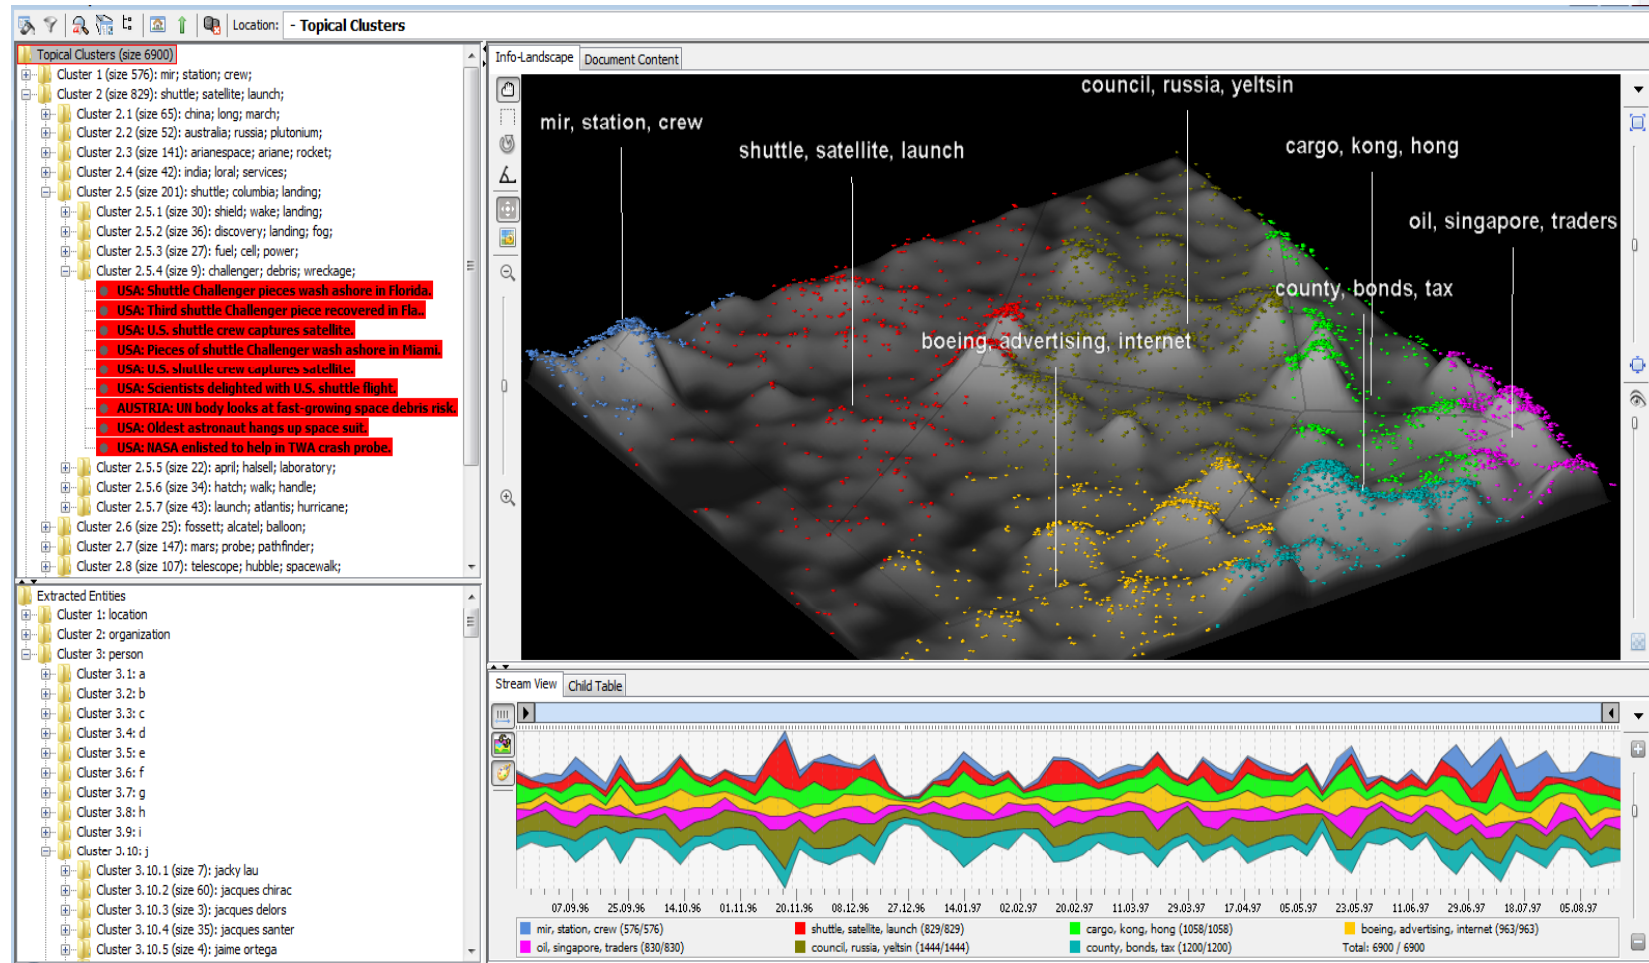 Location: - Topical Clusters
Topical Clusters (size 6900)
Cluster 1 (size 576): mir; station; crew;
Cluster 2 (size 829): shuttle; satellite; launch;
Cluster 2.1 (size 65): china; long; march;
Cluster 2.2 (size 52): australia; russia; plutonium;
Cluster 2.3 (size 141): arianespace; ariane; rocket;
Cluster 2.4 (size 42): india; loral; services;
Cluster 2.5 (size 201): shuttle; columbia; landing;
Cluster 2.5.1 (size 30): shield; wake; landing;
Cluster 2.5.2 (size 36): discovery; landing; fog;
Cluster 2.5.3 (size 27): fuel; cell; power;
Cluster 2.5.4 (size 9): challenger; debris; wreckage;
USA: Shuttle Challenger pieces wash ashore in Florida.
USA: Third shuttle Challenger piece recovered in Fla..
USA: U.S. shuttle crew captures satellite.
USA: Pieces of shuttle Challenger wash ashore in Miami.
USA: U.S. shuttle crew captures satellite.
USA: Scientists delighted with U.S. shuttle flight.
AUSTRIA: UN body looks at fast-growing space debris risk.
USA: Oldest astronaut hangs up space suit.
USA: NASA enlisted to help in TWA crash probe.
Cluster 2.5.5 (size 22): april; halsell; laboratory;
Cluster 2.5.6 (size 34): hatch; walk; handle;
Cluster 2.5.7 (size 43): launch; atlantis; hurricane;
Cluster 2.6 (size 25): fossett; alcatel; balloon;
Cluster 2.7 (size 147): mars; probe; pathfinder;
Cluster 2.8 (size 107): telescope; hubble; spacewalk;
Extracted Entities
Cluster 1: location
Cluster 2: organization
Cluster 3: person
Cluster 3.1: a
Cluster 3.2: b
Cluster 3.3: c
Cluster 3.4: d
Cluster 3.5: e
Cluster 3.6: f
Cluster 3.7: g
Cluster 3.8: h
Cluster 3.9: i
Cluster 3.10: j
Cluster 3.10.1 (size 7): jacky lau
Cluster 3.10.2 (size 60): jacques chirac
Cluster 3.10.3 (size 3): jacques delors
Cluster 3.10.4 (size 35): jacques santer
Cluster 3.10.5 (size 4): jaime ortega
Info-Landscape Document Content
council, russia, yeltsin
mir, station, crew
shuttle, satellite, launch
cargo, kong, hong
oil, singapore, traders
county, bonds, tax
boeing, advertising, internet
Stream View Child Table
07.09.96 25.09.96 14.10.96 01.11.96 20.11.96 08.12.96 27.12.96 14.01.97 02.02.97 20.02.97 11.03.97 29.03.97 17.04.97 05.05.97 23.05.97 11.06.97 29.06.97 18.07.97 05.08.97
mir, station, crew (576/576) shuttle, satellite, launch (829/829) cargo, kong, hong (1058/1058) boeing, advertising, internet (963/963)
oil, singapore, traders (830/830) council, russia, yeltsin (1444/1444) county, bonds, tax (1200/1200) Total: 6900 / 6900